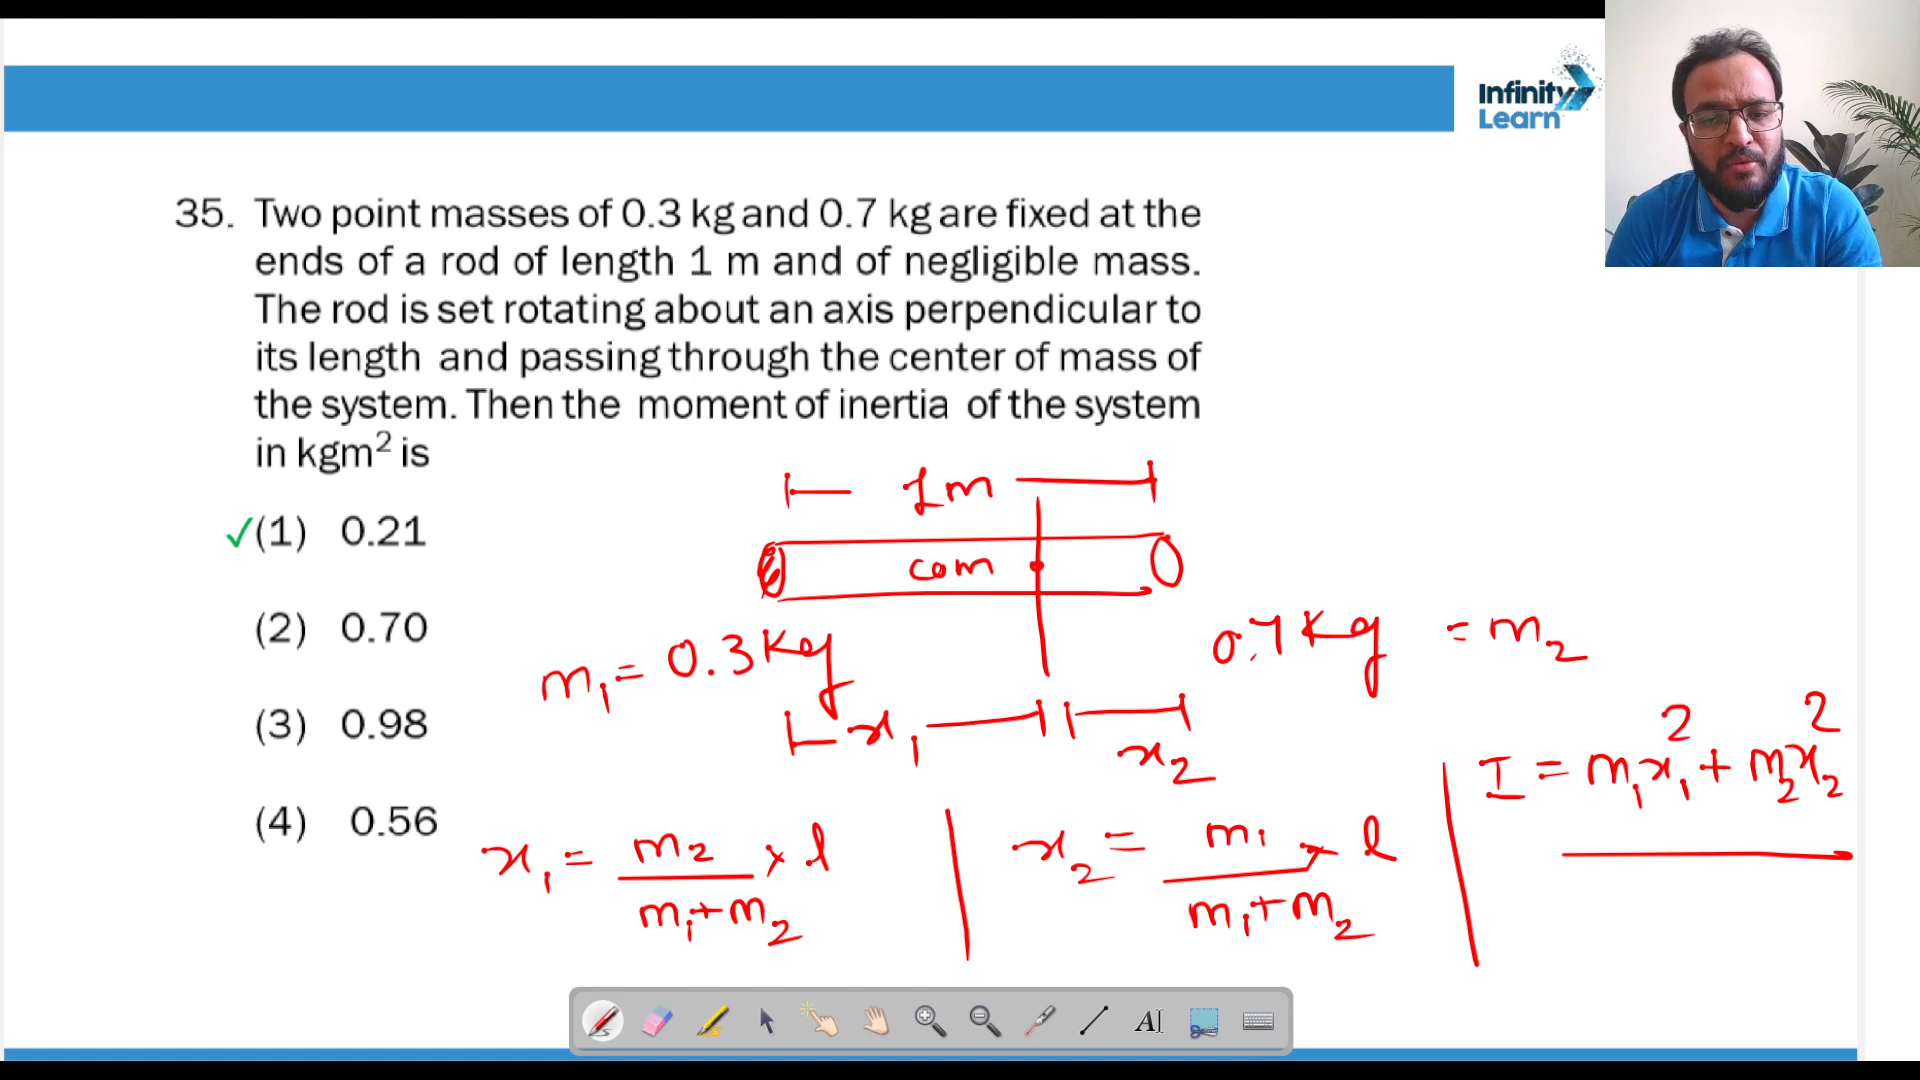 Infinity
Learn
35. Two point masses of 0.3 kg and 0.7 kg are fixed at the
ends of a rod of length 1 m and of negligible mass.
The rod is set rotating about an axis perpendicular to
its length and passing through the center of mass of
the system. Then the moment of inertia of the system
in kgm² is
1m
✓(1) 0.21
com
(2) 0.70
m₁ = 0.3 Kg
0.7 Kg = m₂
(3) 0.98
x₁
x₂
I = m₁x₁² + m₂x₂²
(4) 0.56
x₁ = m₂/(m₁+m₂) × l
x₂ = m₁/(m₁+m₂) × l
A